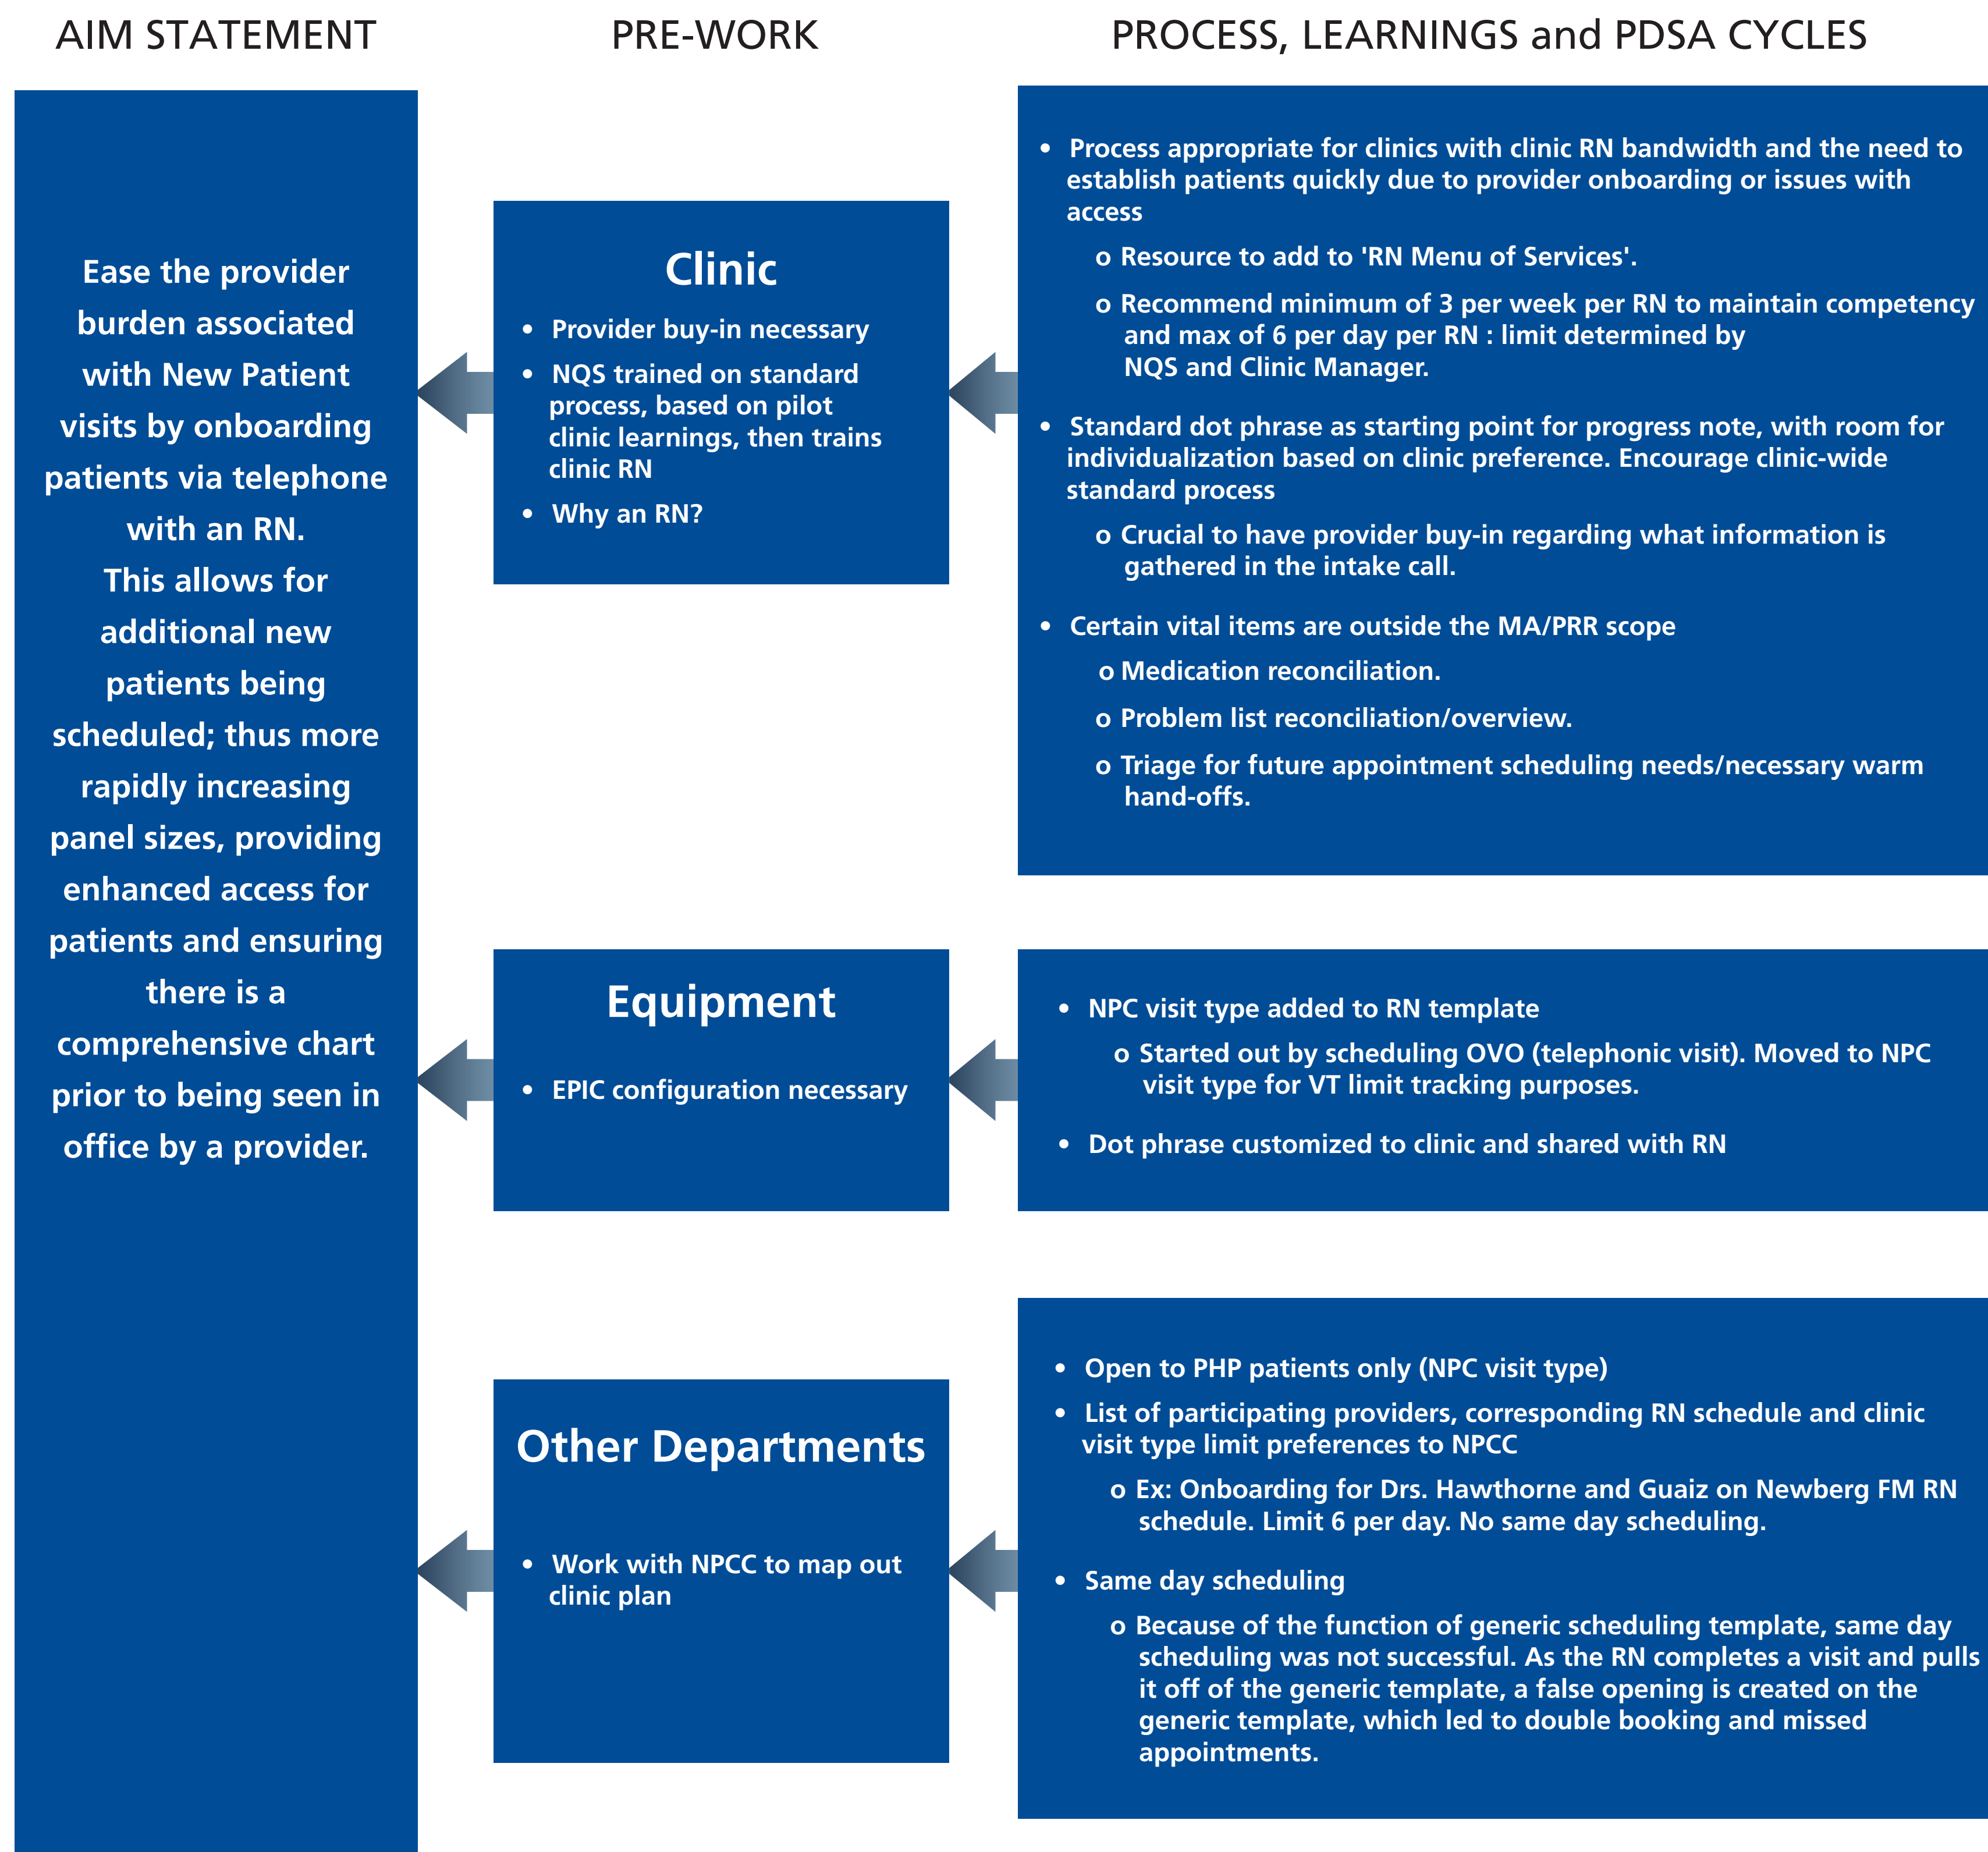 AIM STATEMENT
PRE-WORK
PROCESS, LEARNINGS and PDSA CYCLES
Ease the provider
burden associated
with New Patient
visits by onboarding
patients via telephone
with an RN.
This allows for
additional new
patients being
scheduled; thus more
rapidly increasing
panel sizes, providing
enhanced access for
patients and ensuring
there is a
comprehensive chart
prior to being seen in
office by a provider.
Clinic
• Provider buy-in necessary
• NQS trained on standard
process, based on pilot
clinic learnings, then trains
clinic RN
• Why an RN?
• Process appropriate for clinics with clinic RN bandwidth and the need to
establish patients quickly due to provider onboarding or issues with
access
o Resource to add to 'RN Menu of Services'.
o Recommend minimum of 3 per week per RN to maintain competency
and max of 6 per day per RN : limit determined by
NQS and Clinic Manager.
• Standard dot phrase as starting point for progress note, with room for
individualization based on clinic preference. Encourage clinic-wide
standard process
o Crucial to have provider buy-in regarding what information is
gathered in the intake call.
• Certain vital items are outside the MA/PRR scope
o Medication reconciliation.
o Problem list reconciliation/overview.
o Triage for future appointment scheduling needs/necessary warm
hand-offs.
Equipment
• EPIC configuration necessary
• NPC visit type added to RN template
o Started out by scheduling OVO (telephonic visit). Moved to NPC
visit type for VT limit tracking purposes.
• Dot phrase customized to clinic and shared with RN
Other Departments
• Work with NPCC to map out
clinic plan
• Open to PHP patients only (NPC visit type)
• List of participating providers, corresponding RN schedule and clinic
visit type limit preferences to NPCC
o Ex: Onboarding for Drs. Hawthorne and Guaiz on Newberg FM RN
schedule. Limit 6 per day. No same day scheduling.
• Same day scheduling
o Because of the function of generic scheduling template, same day
scheduling was not successful. As the RN completes a visit and pulls
it off of the generic template, a false opening is created on the
generic template, which led to double booking and missed
appointments.